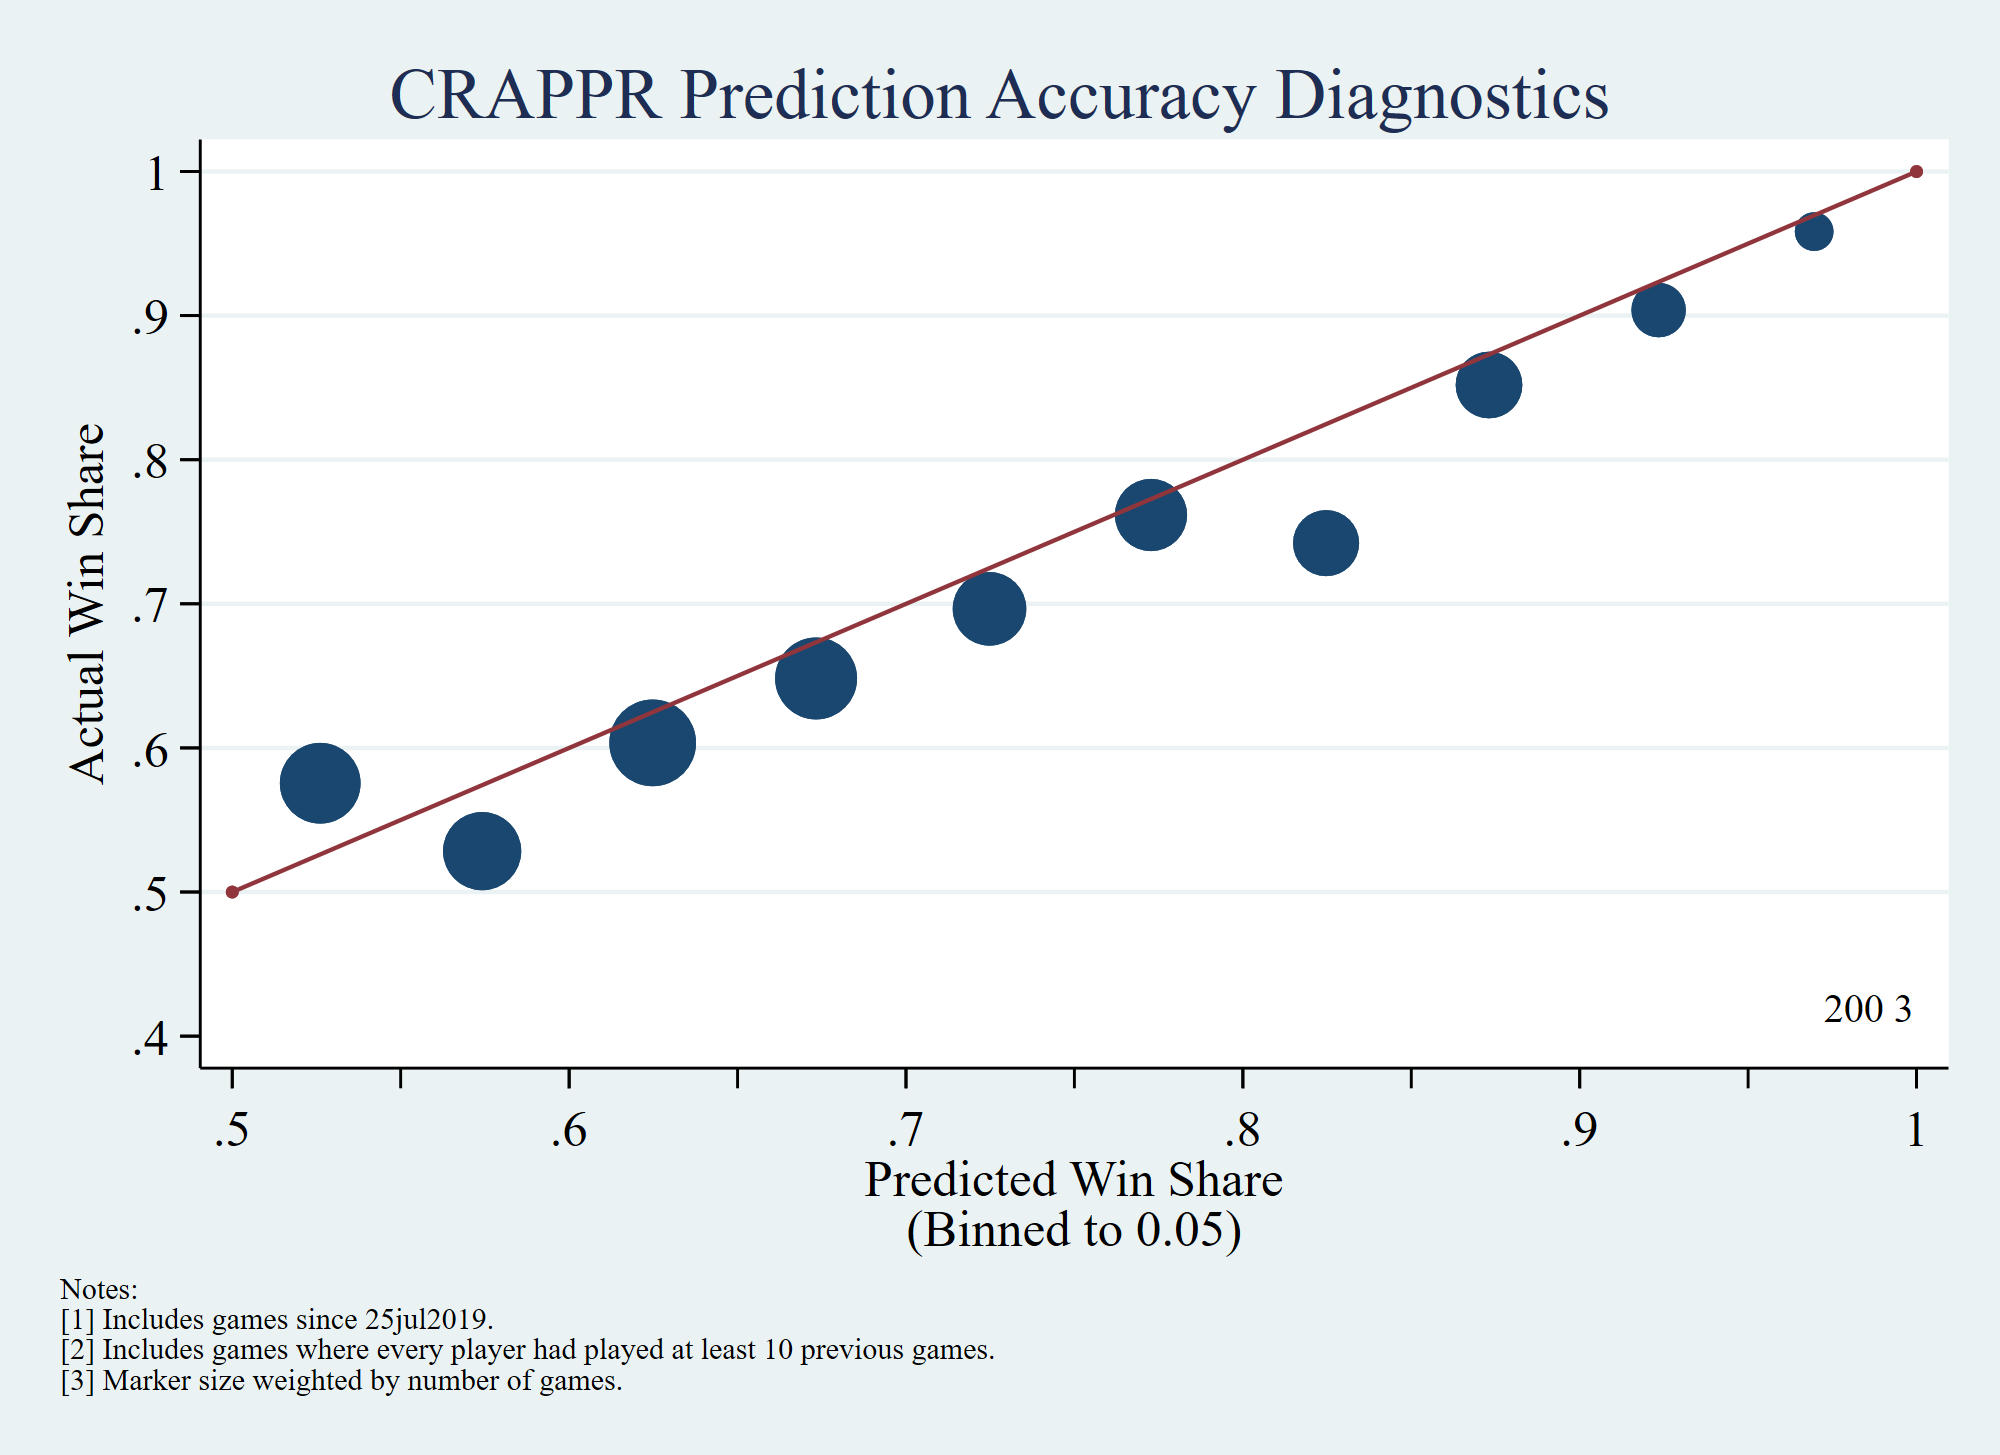 CRAPPR Prediction Accuracy Diagnostics
1
.9
.8
.7
.6
.5
.4
Actual Win Share
200 3
.5 .6 .7 .8 .9 1
Predicted Win Share
(Binned to 0.05)
Notes:
[1] Includes games since 25jul2019.
[2] Includes games where every player had played at least 10 previous games.
[3] Marker size weighted by number of games.